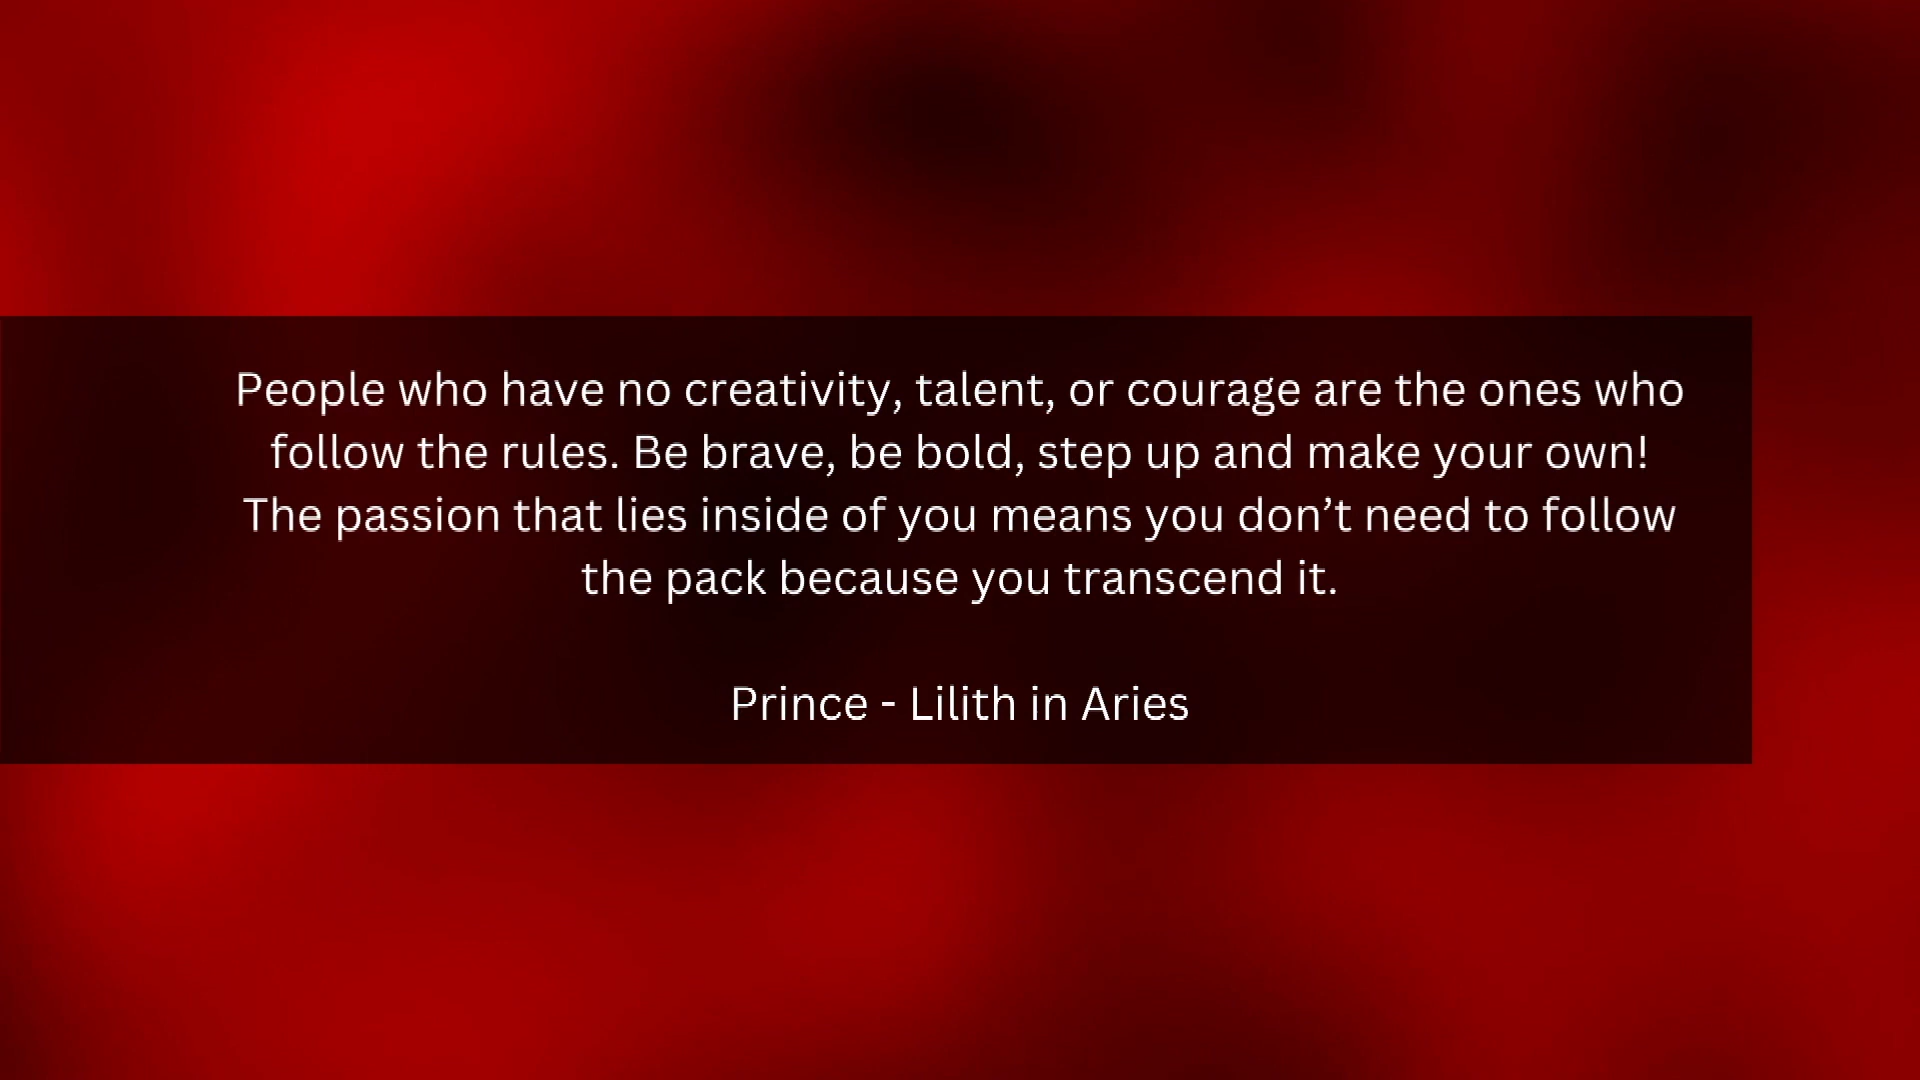 People who have no creativity, talent, or courage are the ones who
follow the rules. Be brave, be bold, step up and make your own!
The passion that lies inside of you means you don’t need to follow
the pack because you transcend it.
Prince - Lilith in Aries